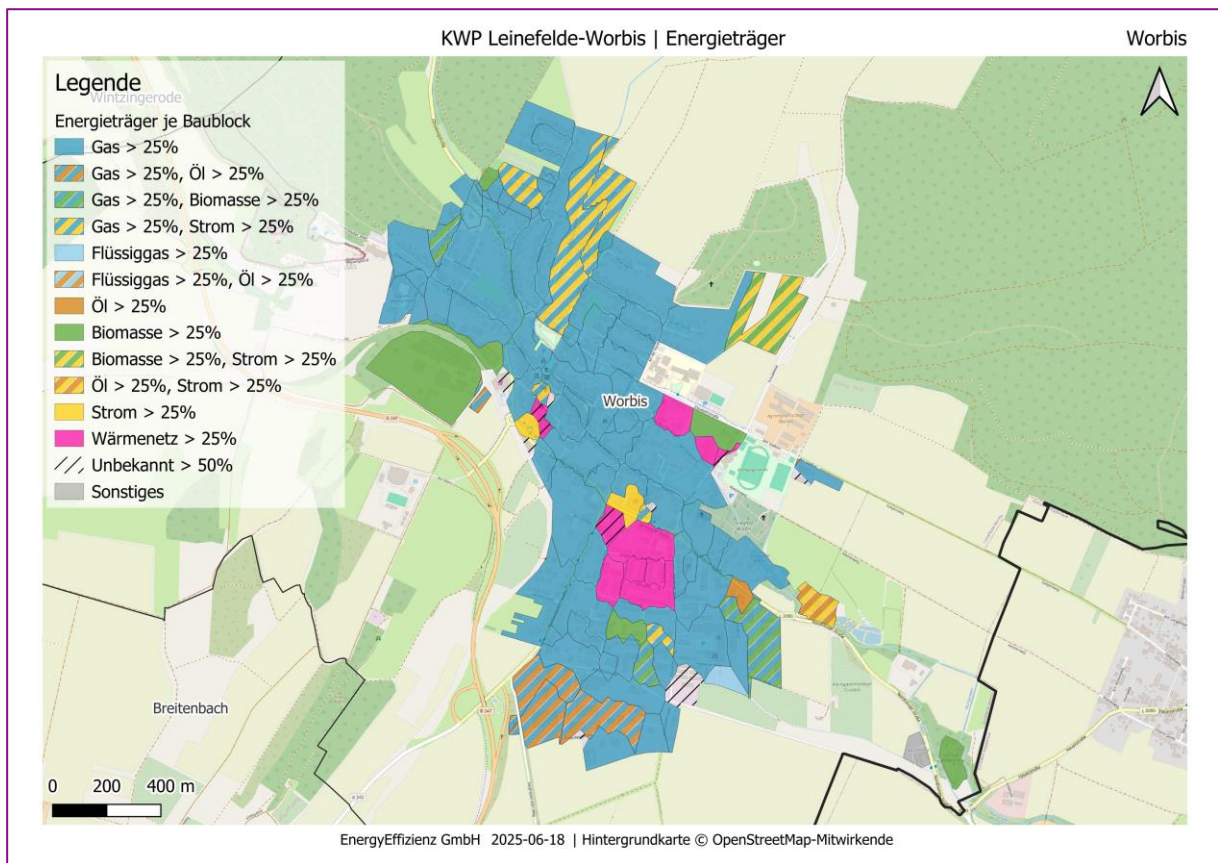 KWP Leinefelde-Worbis | Energieträger
Worbis
Legende
Wintzingerode
Energieträger je Baublock
Gas > 25%
Gas > 25%, Öl > 25%
Gas > 25%, Biomasse > 25%
Gas > 25%, Strom > 25%
Flüssiggas > 25%
Flüssiggas > 25%, Öl > 25%
Öl > 25%
Biomasse > 25%
Biomasse > 25%, Strom > 25%
Öl > 25%, Strom > 25%
Strom > 25%
Wärmenetz > 25%
Unbekannt > 50%
Sonstiges
Worbis
Breitenbach
0 200 400 m
EnergyEffizienz GmbH 2025-06-18 | Hintergrundkarte © OpenStreetMap-Mitwirkende